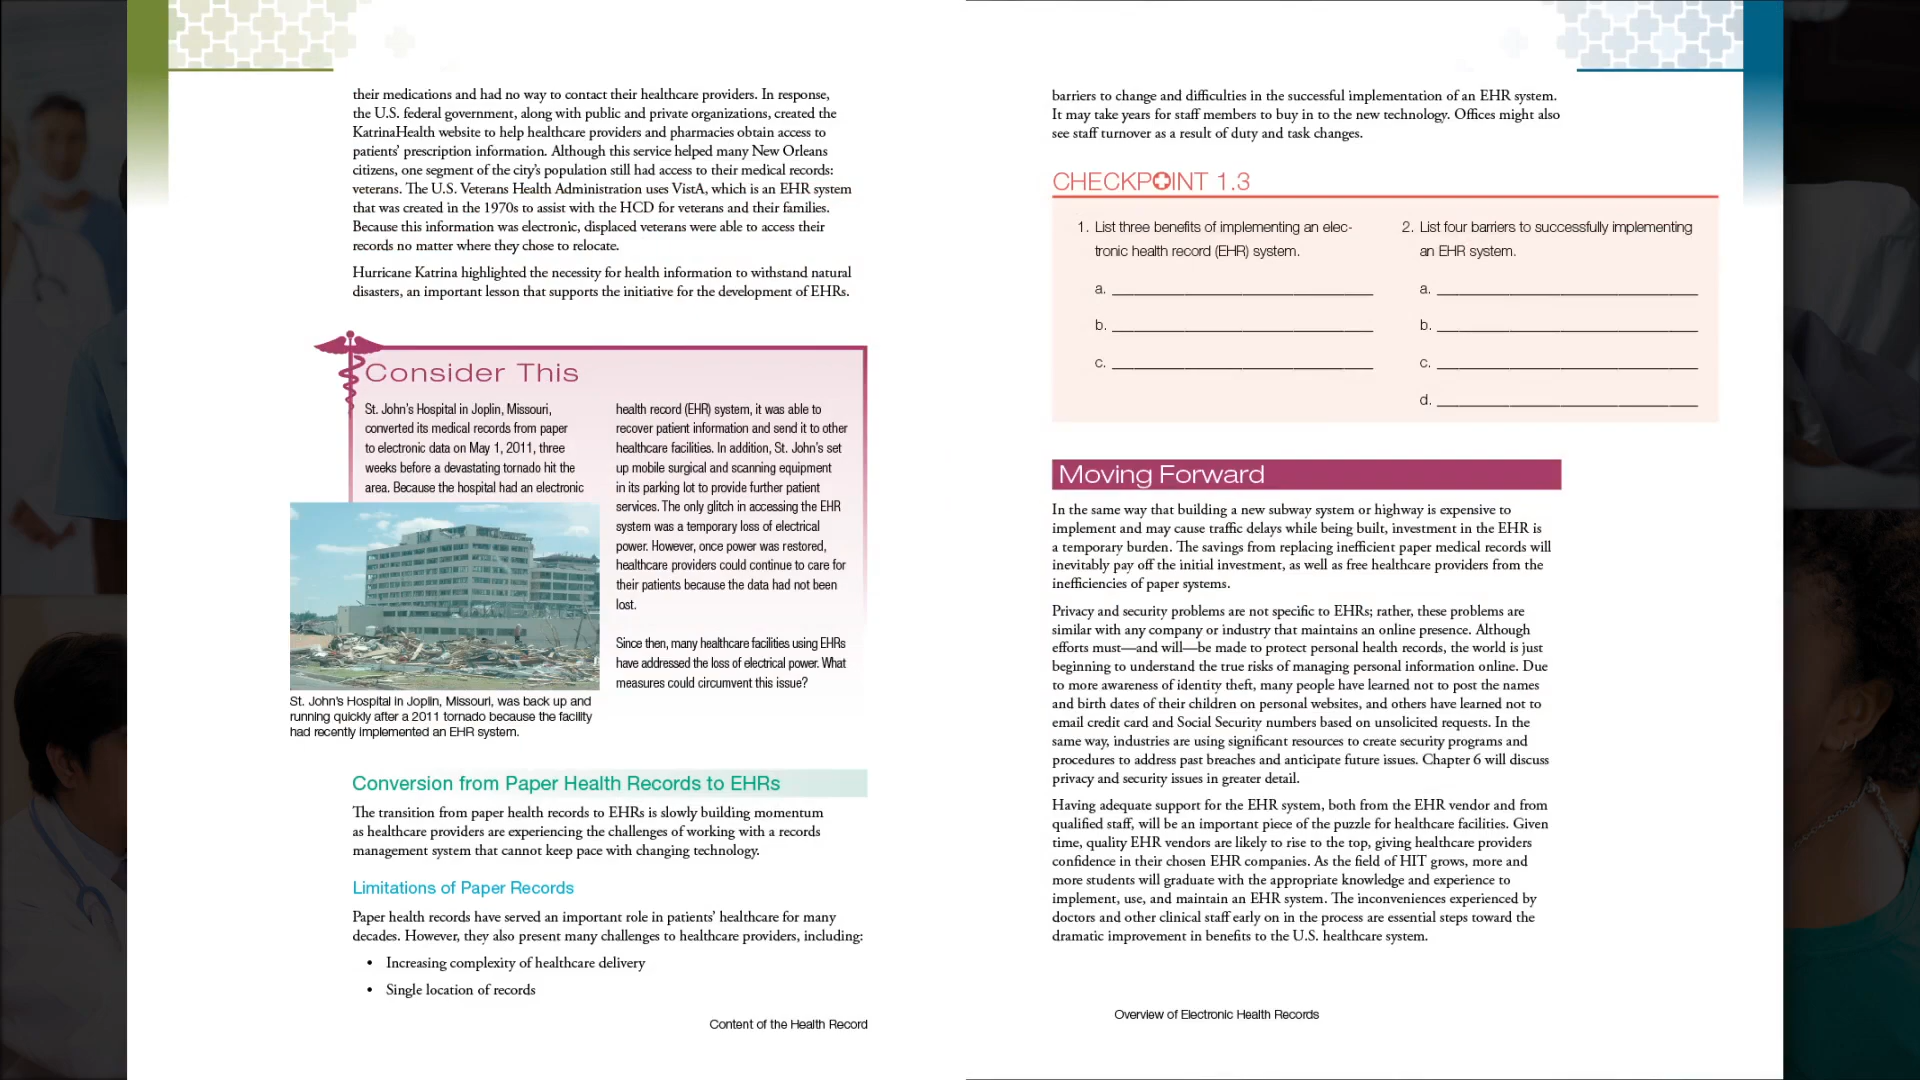 their medications and had no way to contact their healthcare providers. In response,
the U.S. federal government, along with public and private organizations, created the
KatrinaHealth website to help healthcare providers and pharmacies obtain access to
patients’ prescription information. Although this service helped many New Orleans
citizens, one segment of the city’s population still had access to their medical records:
veterans. The U.S. Veterans Health Administration uses VistA, which is an EHR system
that was created in the 1970s to assist with the HCD for veterans and their families.
Because this information was electronic, displaced veterans were able to access their
records no matter where they chose to relocate.
Hurricane Katrina highlighted the necessity for health information to withstand natural
disasters, an important lesson that supports the initiative for the development of EHRs.
Consider This
St. John’s Hospital in Joplin, Missouri,
converted its medical records from paper
to electronic data on May 1, 2011, three
weeks before a devastating tornado hit the
area. Because the hospital had an electronic
health record (EHR) system, it was able to
recover patient information and send it to other
healthcare facilities. In addition, St. John’s set
up mobile surgical and scanning equipment
in its parking lot to provide further patient
services. The only glitch in accessing the EHR
system was a temporary loss of electrical
power. However, once power was restored,
healthcare providers could continue to care for
their patients because the data had not been
lost.
Since then, many healthcare facilities using EHRs
have addressed the loss of electrical power. What
measures could circumvent this issue?
St. John’s Hospital in Joplin, Missouri, was back up and
running quickly after a 2011 tornado because the facility
had recently implemented an EHR system.
Conversion from Paper Health Records to EHRs
The transition from paper health records to EHRs is slowly building momentum
as healthcare providers are experiencing the challenges of working with a records
management system that cannot keep pace with changing technology.
Limitations of Paper Records
Paper health records have served an important role in patients’ healthcare for many
decades. However, they also present many challenges to healthcare providers, including:
• Increasing complexity of healthcare delivery
• Single location of records
Content of the Health Record
barriers to change and difficulties in the successful implementation of an EHR system.
It may take years for staff members to buy in to the new technology. Offices might also
see staff turnover as a result of duty and task changes.
CHECKPOINT 1.3
1. List three benefits of implementing an elec-
tronic health record (EHR) system.
a.
b.
c.
2. List four barriers to successfully implementing
an EHR system.
a.
b.
c.
d.
Moving Forward
In the same way that building a new subway system or highway is expensive to
implement and may cause traffic delays while being built, investment in the EHR is
a temporary burden. The savings from replacing inefficient paper medical records will
inevitably pay off the initial investment, as well as free healthcare providers from the
inefficiencies of paper systems.
Privacy and security problems are not specific to EHRs; rather, these problems are
similar with any company or industry that maintains an online presence. Although
efforts must—and will—be made to protect personal health records, the world is just
beginning to understand the true risks of managing personal information online. Due
to more awareness of identity theft, many people have learned not to post the names
and birth dates of their children on personal websites, and others have learned not to
email credit card and Social Security numbers based on unsolicited requests. In the
same way, industries are using significant resources to create security programs and
procedures to address past breaches and anticipate future issues. Chapter 6 will discuss
privacy and security issues in greater detail.
Having adequate support for the EHR system, both from the EHR vendor and from
qualified staff, will be an important piece of the puzzle for healthcare facilities. Given
time, quality EHR vendors are likely to rise to the top, giving healthcare providers
confidence in their chosen EHR companies. As the field of HIT grows, more and
more students will graduate with the appropriate knowledge and experience to
implement, use, and maintain an EHR system. The inconveniences experienced by
doctors and other clinical staff early on in the process are essential steps toward the
dramatic improvement in benefits to the U.S. healthcare system.
Overview of Electronic Health Records